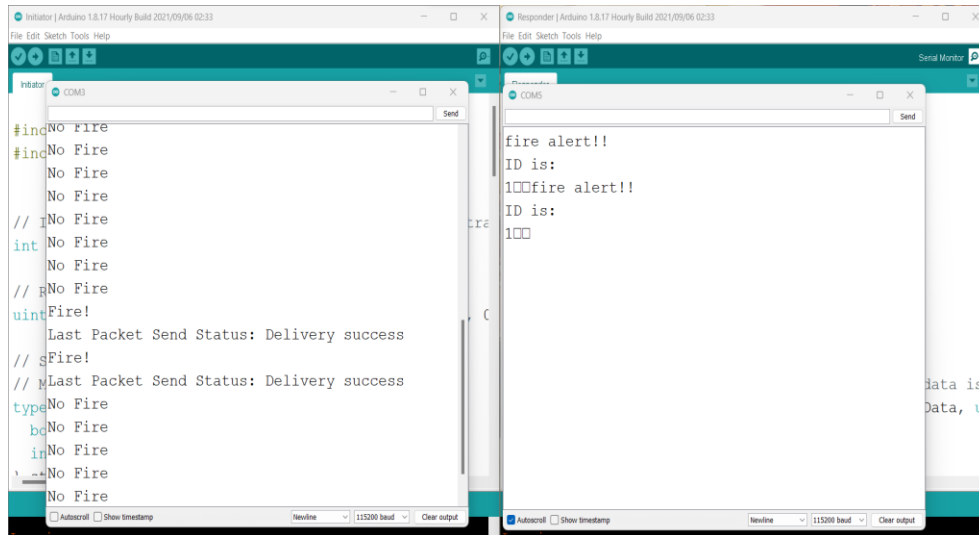 Initiator | Arduino 1.8.17 Hourly Build 2021/09/06 02:33
File Edit Sketch Tools Help
Initiator
COM3
Send
#inc
#inc
// I
int
// R
uint
// S
// M
type
bo
in
No Fire
No Fire
No Fire
No Fire
No Fire
No Fire
No Fire
No Fire
Fire!
Last Packet Send Status: Delivery success
Fire!
Last Packet Send Status: Delivery success
No Fire
No Fire
No Fire
No Fire
No Fire
tra
, 0
Autoscroll Show timestamp Newline 115200 baud Clear output
Responder | Arduino 1.8.17 Hourly Build 2021/09/06 02:33
File Edit Sketch Tools Help
Serial Monitor
COM5
Send
fire alert!!
ID is:
1□□fire alert!!
ID is:
1□□
data is
Data, u
Autoscroll Show timestamp Newline 115200 baud Clear output